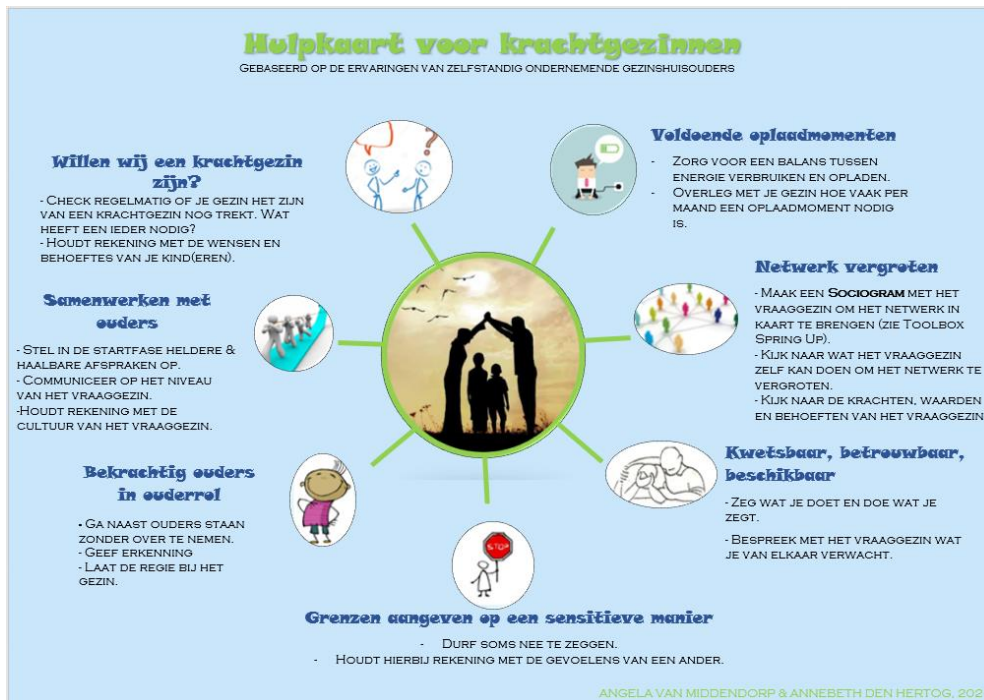 Hulpkaart voor krachtgezinnen
GEBASEERD OP DE ERVARINGEN VAN ZELFSTANDIG ONDERNEMENDE GEZINSHUISOUDERS
Willen wij een krachtgezin
zijn?
- CHECK REGELMATIG OF JE GEZIN HET ZIJN
VAN EEN KRACHTGEZIN NOG TREKT. WAT
HEEFT EEN IEDER NODIG?
- HOUDT REKENING MET DE WENSEN EN
BEHOEFTES VAN JE KIND(EREN).
Voldoende oplaadmomenten
- ZORG VOOR EEN BALANS TUSSEN
ENERGIE VERBRUIKEN EN OPLADEN.
- OVERLEG MET JE GEZIN HOE VAAK PER
MAAND EEN OPLAADMOMENT NODIG
IS.
Netwerk vergroten
- MAAK EEN SOCIOGRAM MET HET
VRAAGGEZIN OM HET NETWERK IN
KAART TE BRENGEN (ZIE TOOLBOX
SPRING UP).
- KIJK NAAR WAT HET VRAAGGEZIN
ZELF KAN DOEN OM HET NETWERK TE
VERGROTEN.
- KIJK NAAR DE KRACHTEN, WAARDEN
EN BEHOEFTEN VAN HET VRAAGGEZIN
Samenwerken met
ouders
- STEL IN DE STARTFASE HELDERE &
HAALBARE AFSPRAKEN OP.
- COMMUNICEER OP HET NIVEAU
VAN HET VRAAGGEZIN.
-HOUDT REKENING MET DE
CULTUUR VAN HET VRAAGGEZIN.
Kwetsbaar, betrouwbaar,
beschikbaar
- ZEG WAT JE DOET EN DOE WAT JE
ZEGT.
- BESPREEK MET HET VRAAGGEZIN WAT
JE VAN ELKAAR VERWACHT.
Bekrachtig ouders
in ouderrol
- GA NAAST OUDERS STAAN
ZONDER OVER TE NEMEN.
- GEEF ERKENNING
- LAAT DE REGIE BIJ HET
GEZIN.
STOP
Grenzen aangeven op een sensitieve manier
- DURF SOMS NEE TE ZEGGEN.
- HOUDT HIERBIJ REKENING MET DE GEVOELENS VAN EEN ANDER.
ANGELA VAN MIDDENDORP & ANNEBETH DEN HERTOG, 202